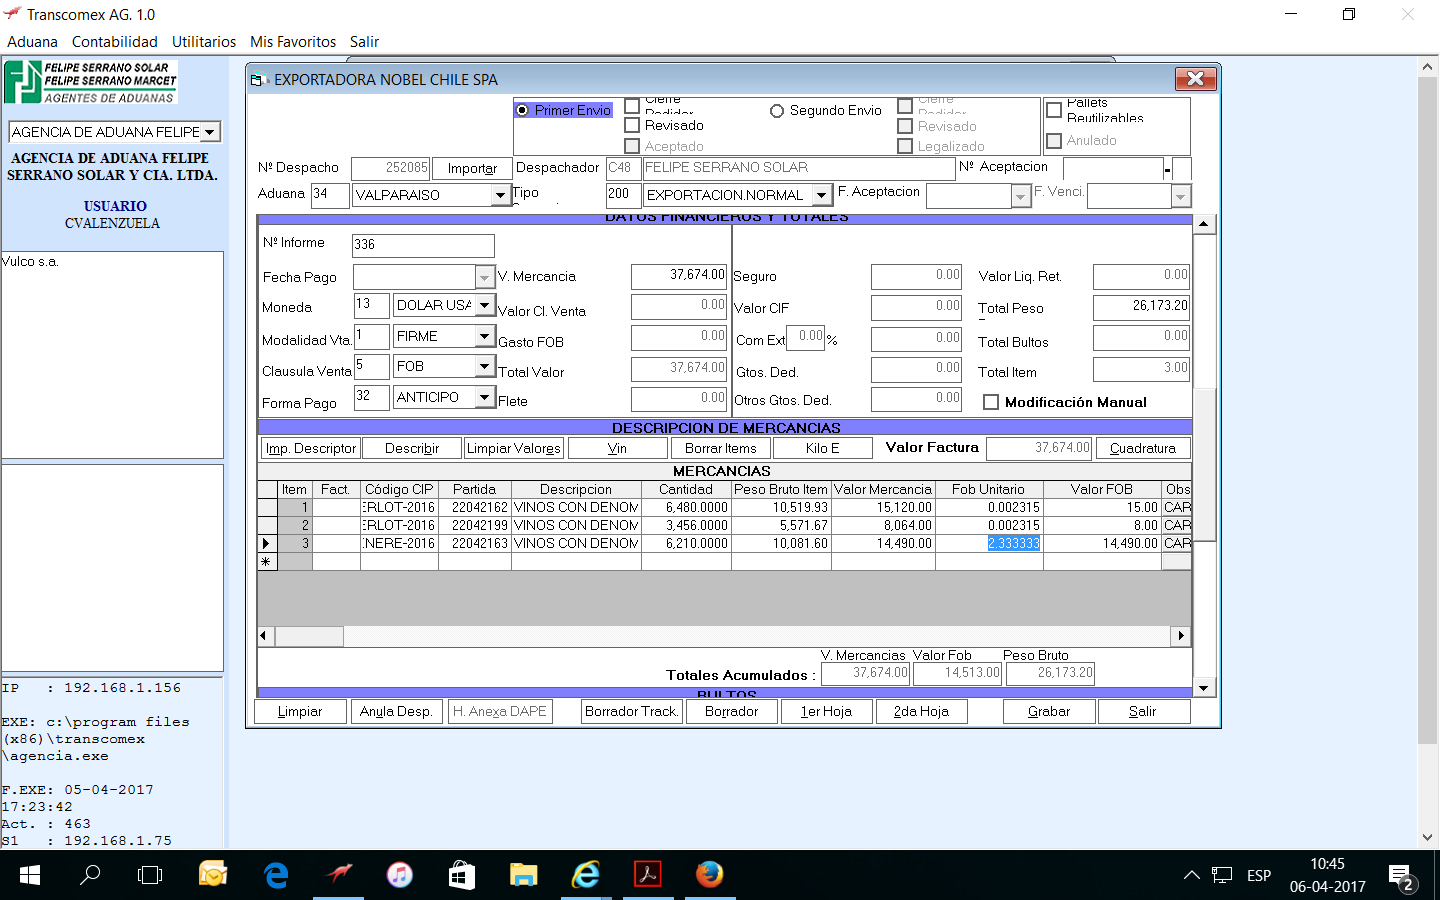 Transcomex AG. 1.0
Aduana Contabilidad Utilitarios Mis Favoritos Salir
FELIPE SERRANO SOLAR
FELIPE SERRANO MARCET
AGENTES DE ADUANAS
AGENCIA DE ADUANA FELIPE
AGENCIA DE ADUANA FELIPE
SERRANO SOLAR Y CIA. LTDA.
USUARIO
CVALENZUELA
Vulco s.a.
IP : 192.168.1.156
EXE: c:\program files
(x86)\transcomex
\agencia.exe
F.EXE: 05-04-2017
17:23:42
Act. : 463
S1 : 192.168.1.75
EXPORTADORA NOBEL CHILE SPA
Primer Envio
Revisado
Aceptado
Segundo Envio
Revisado
Legalizado
Pallets
Reutilizables
Anulado
Nº Despacho 252085 Importar Despachador C48 FELIPE SERRANO SOLAR Nº Aceptacion -
Aduana 34 VALPARAISO Tipo 200 EXPORTACION.NORMAL F. Aceptacion F. Venci.
DATOS FINANCIEROS Y TOTALES
Nº Informe 336
Fecha Pago V. Mercancia 37,674.00 Seguro 0.00 Valor Liq. Ret. 0.00
Moneda 13 DOLAR USA Valor Cl. Venta 0.00 Valor CIF 0.00 Total Peso 26,173.20
Modalidad Vta. 1 FIRME Gasto FOB 0.00 Com Ext 0.00 % 0.00 Total Bultos 0.00
Clausula Venta 5 FOB Total Valor 37,674.00 Gtos. Ded. 0.00 Total Item 3.00
Forma Pago 32 ANTICIPO Flete 0.00 Otros Gtos. Ded. 0.00 Modificación Manual
DESCRIPCION DE MERCANCIAS
Imp. Descriptor Describir Limpiar Valores Vin Borrar Items Kilo E Valor Factura 37,674.00 Cuadratura
MERCANCIAS
Item Fact. Código CIP Partida Descripcion Cantidad Peso Bruto Item Valor Mercancia Fob Unitario Valor FOB Obs
1 ERLOT-2016 22042162 VINOS CON DENOM 6,480.0000 10,519.93 15,120.00 0.002315 15.00 CAR
2 ERLOT-2016 22042199 VINOS CON DENOM 3,456.0000 5,571.67 8,064.00 0.002315 8.00 CAR
3 NERE-2016 22042163 VINOS CON DENOM 6,210.0000 10,081.60 14,490.00 2.333333 14,490.00 CAR
V. Mercancias Valor Fob Peso Bruto
Totales Acumulados : 37,674.00 14,513.00 26,173.20
BULTOS
Limpiar Anula Desp. H. Anexa DAPE Borrador Track. Borrador 1er Hoja 2da Hoja Grabar Salir
ESP
10:45
06-04-2017
2